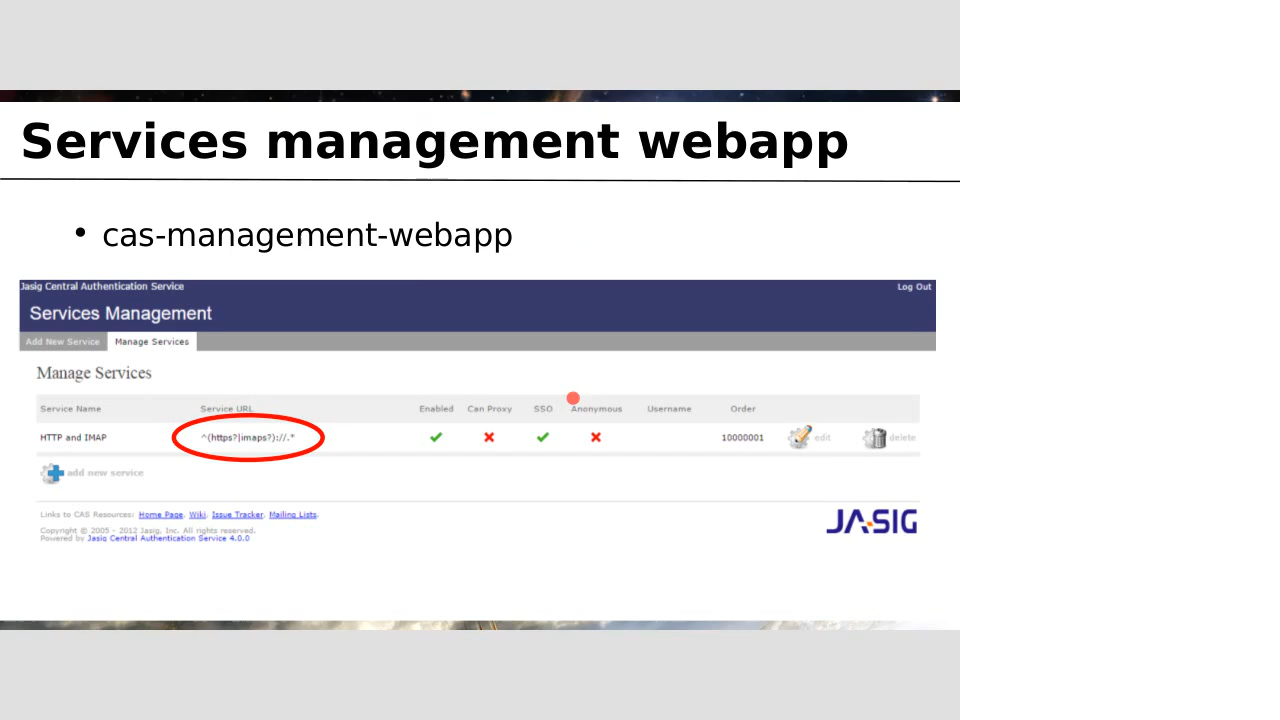 Services management webapp
• cas-management-webapp
Jasig Central Authentication Service Log Out
Services Management
Add New Service Manage Services
Manage Services
Service Name Service URL Enabled Can Proxy SSO Anonymous Username Order
HTTP and IMAP ^(https?|imaps?)://.* 10000001 edit delete
add new service
Links to CAS Resources: Home Page, Wiki, Issue Tracker, Mailing Lists.
Copyright © 2005 - 2012 Jasig, Inc. All rights reserved.
Powered by Jasig Central Authentication Service 4.0.0
JASIG